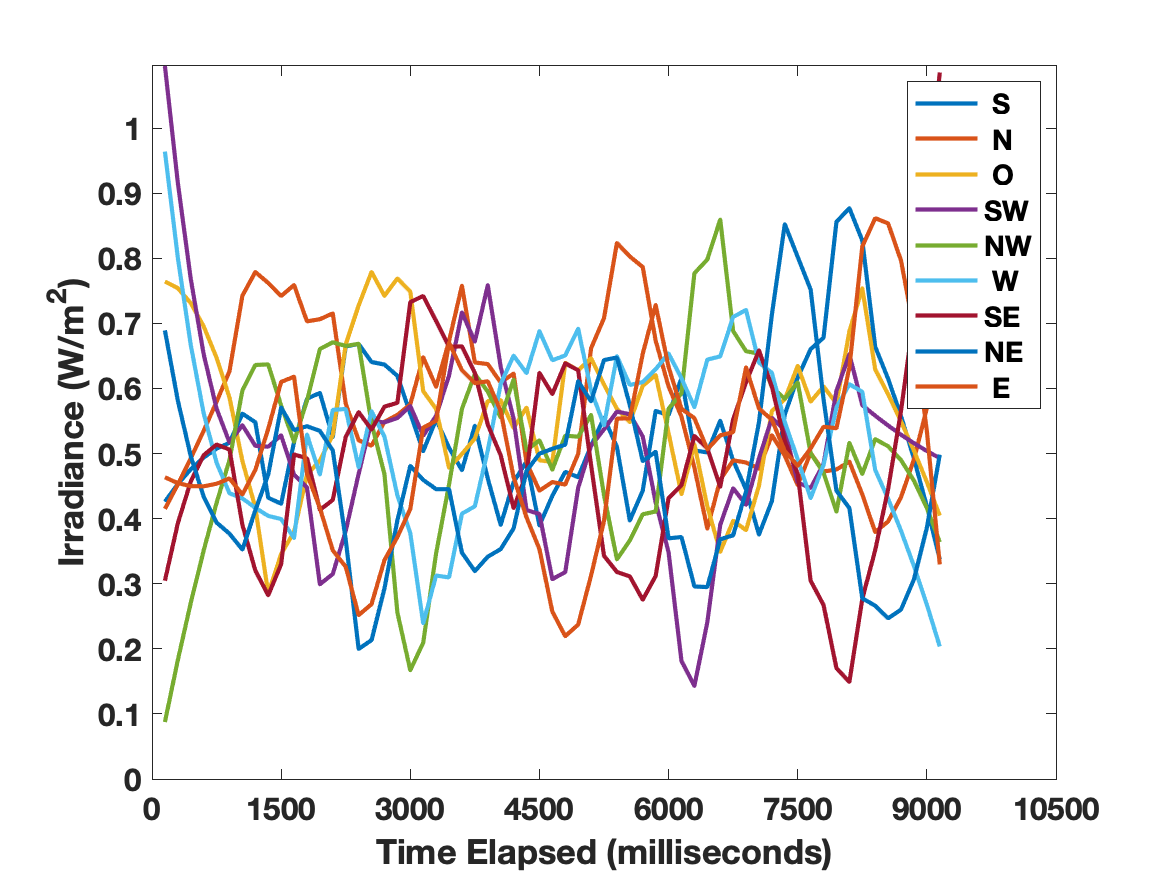 Irradiance (W/m²)
1
0.9
0.8
0.7
0.6
0.5
0.4
0.3
0.2
0.1
0
0 1500 3000 4500 6000 7500 9000 10500
Time Elapsed (milliseconds)
S
N
O
SW
NW
W
SE
NE
E